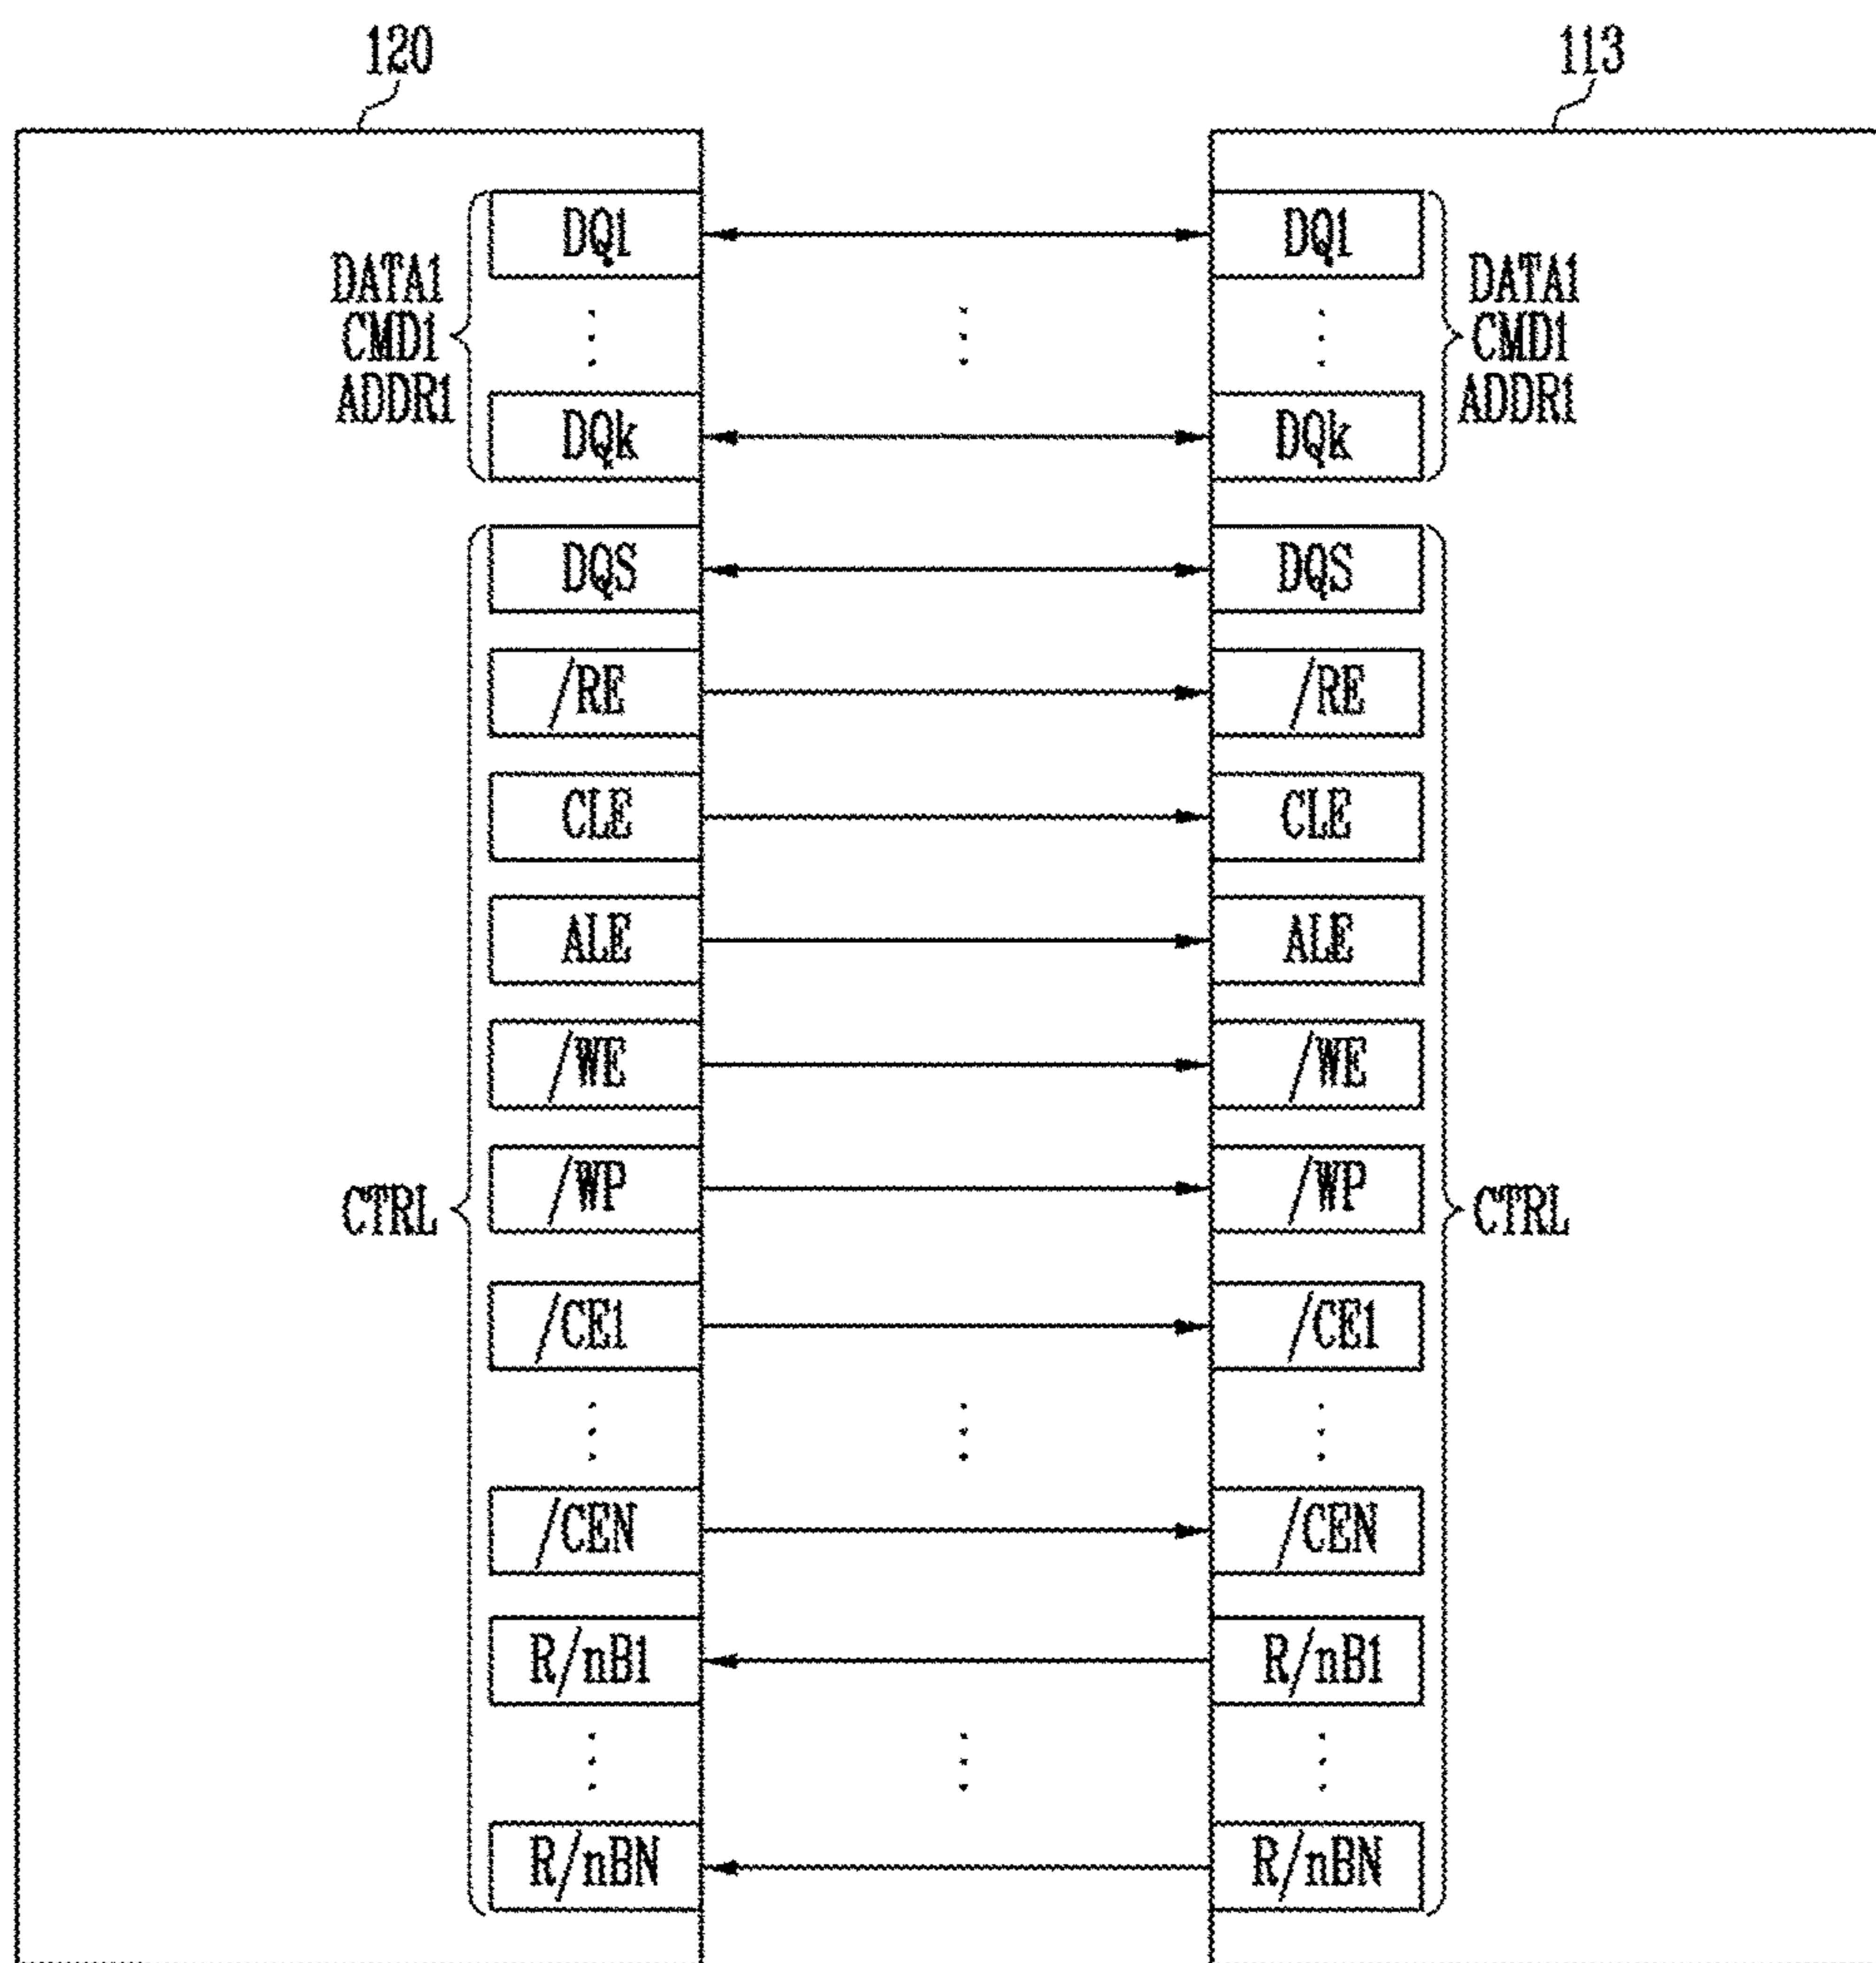 120
113
DQ1
DQ1
DATA1
CMD1
ADDR1
DATA1
CMD1
ADDR1
DQk
DQk
DQS
DQS
/RE
/RE
CLE
CLE
ALE
ALE
/WE
/WE
/WP
/WP
CTRL
CTRL
/CE1
/CE1
/CEN
/CEN
R/nB1
R/nB1
R/nBN
R/nBN